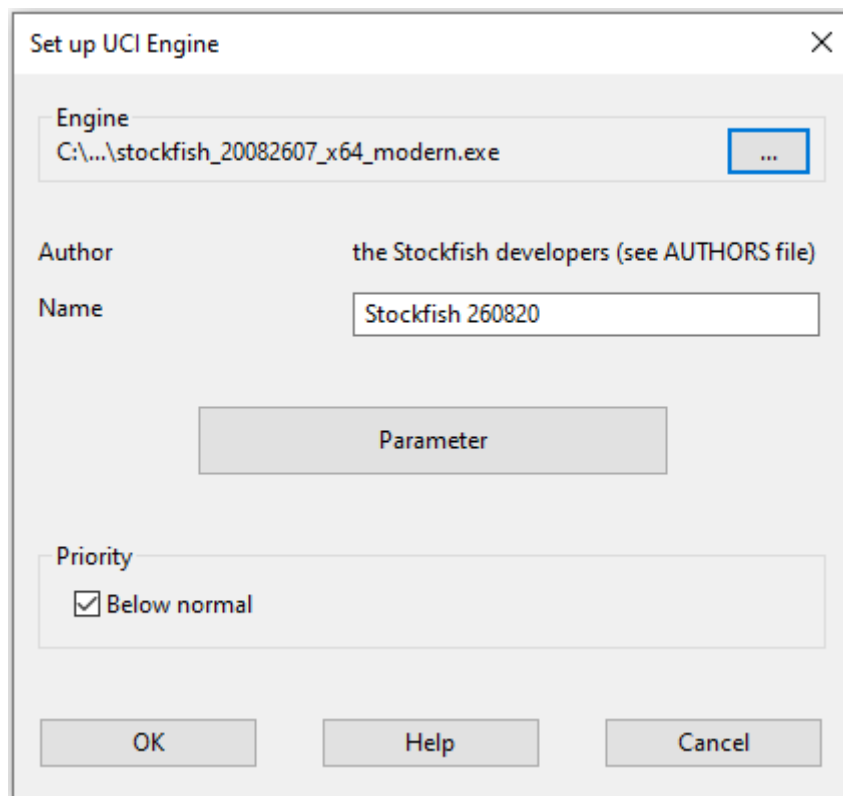 Set up UCI Engine
Engine
C:\...\stockfish_20082607_x64_modern.exe
...
Author the Stockfish developers (see AUTHORS file)
Name Stockfish 260820
Parameter
Priority
Below normal
OK Help Cancel